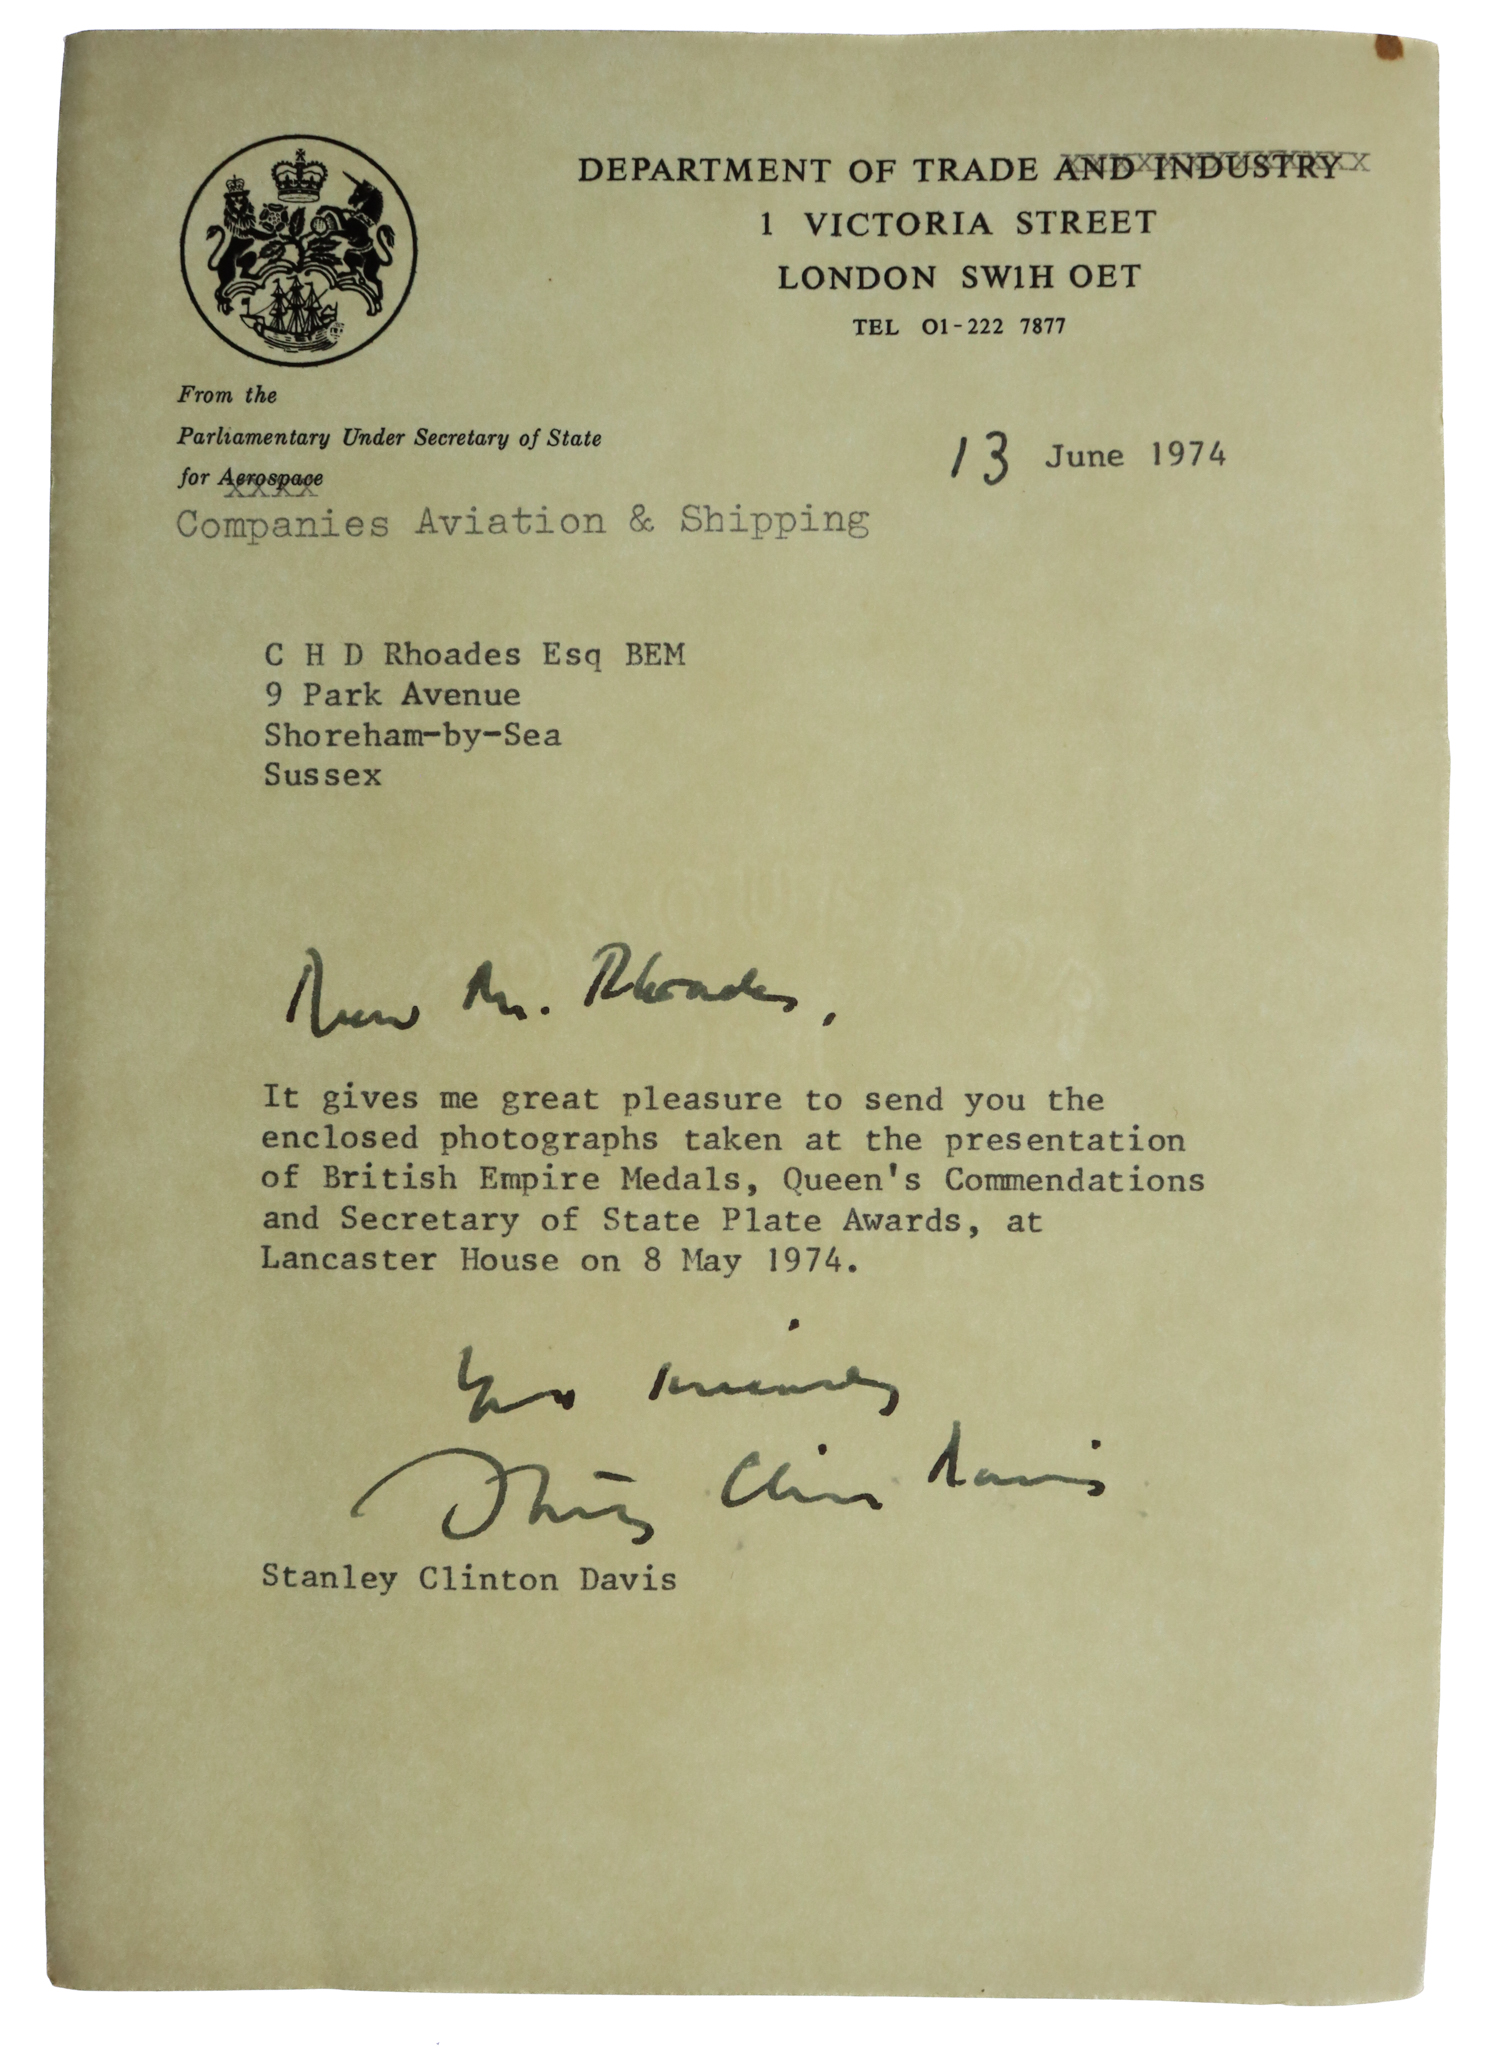 DEPARTMENT OF TRADE AND INDUSTRY
1 VICTORIA STREET
LONDON SW1H OET
TEL 01-222 7877
From the
Parliamentary Under Secretary of State
for Aerospace
Companies Aviation & Shipping
13 June 1974
C H D Rhoades Esq BEM
9 Park Avenue
Shoreham-by-Sea
Sussex
Dear Mr. Rhoades,
It gives me great pleasure to send you the
enclosed photographs taken at the presentation
of British Empire Medals, Queen's Commendations
and Secretary of State Plate Awards, at
Lancaster House on 8 May 1974.
Yours sincerely
Stanley Clinton Davis
Stanley Clinton Davis